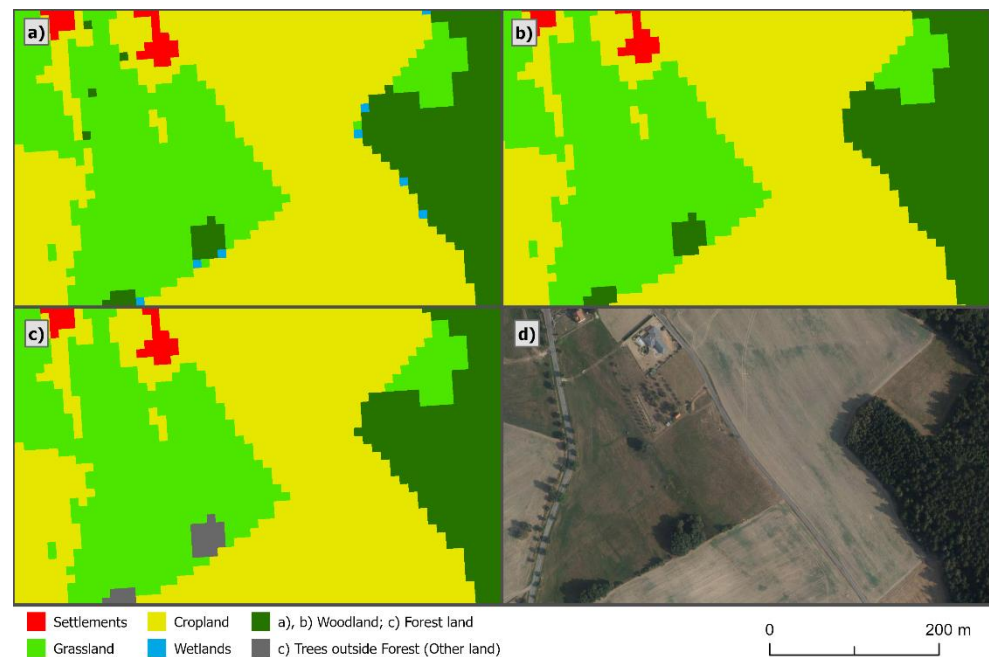 a)
b)
c)
d)
Settlements
Cropland
a), b) Woodland; c) Forest land
0
200 m
Grassland
Wetlands
c) Trees outside Forest (Other land)